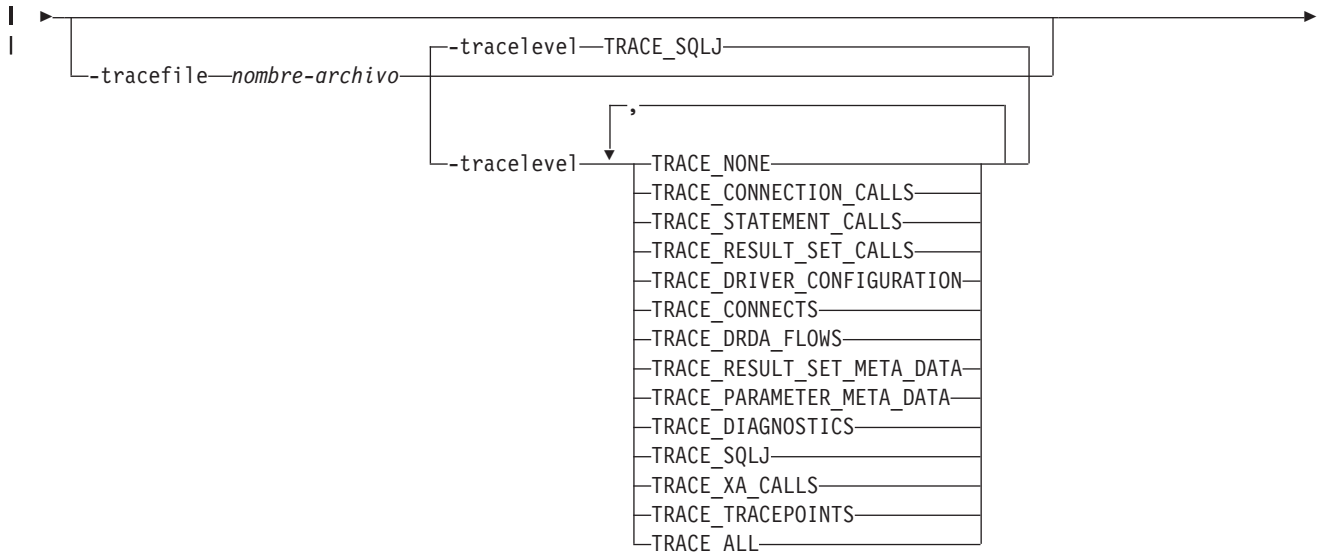 -tracelevel TRACE_SQLJ
-tracefile nombre-archivo
,
-tracelevel TRACE_NONE
TRACE_CONNECTION_CALLS
TRACE_STATEMENT_CALLS
TRACE_RESULT_SET_CALLS
TRACE_DRIVER_CONFIGURATION
TRACE_CONNECTS
TRACE_DRDA_FLOWS
TRACE_RESULT_SET_META_DATA
TRACE_PARAMETER_META_DATA
TRACE_DIAGNOSTICS
TRACE_SQLJ
TRACE_XA_CALLS
TRACE_TRACEPOINTS
TRACE_ALL